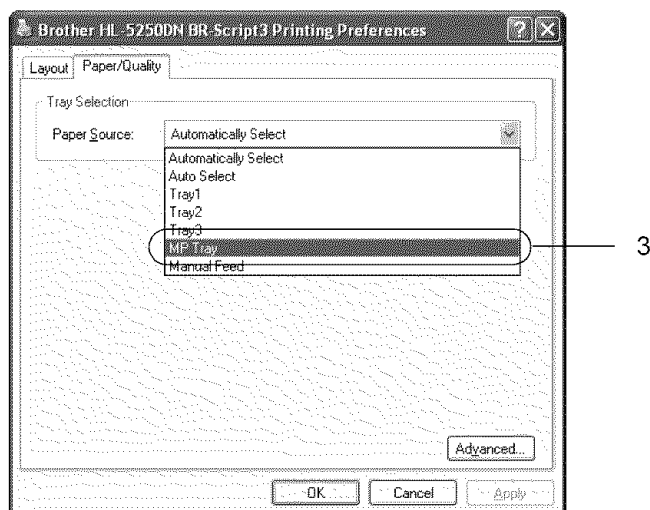 Brother HL-5250DN BR-Script3 Printing Preferences
Layout Paper/Quality
Tray Selection
Paper Source: Automatically Select
Automatically Select
Auto Select
Tray1
Tray2
Tray3
MP Tray 3
Manual Feed
Advanced...
OK Cancel Apply